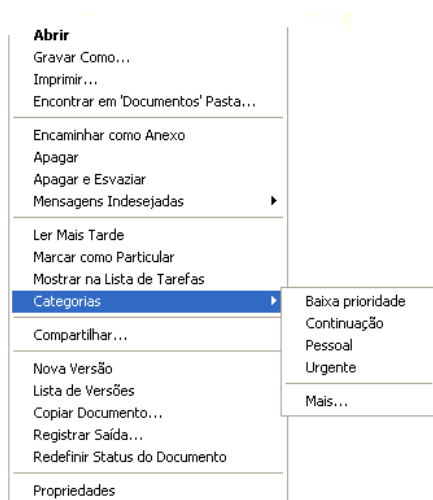 Abrir
Gravar Como...
Imprimir...
Encontrar em 'Documentos' Pasta...
Encaminhar como Anexo
Apagar
Apagar e Esvaziar
Mensagens Indesejadas
Ler Mais Tarde
Marcar como Particular
Mostrar na Lista de Tarefas
Categorias
Compartilhar...
Nova Versão
Lista de Versões
Copiar Documento...
Registrar Saída...
Redefinir Status do Documento
Propriedades
Baixa prioridade
Continuação
Pessoal
Urgente
Mais...